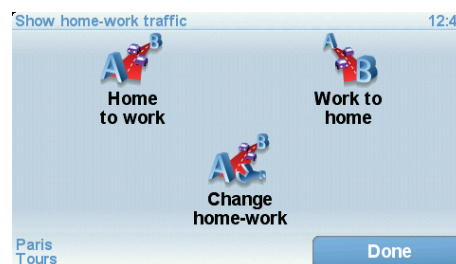 Show home-work traffic 12:4
A B
A B
Home
to work
Work to
home
A B
Change
home-work
Paris
Tours
Done